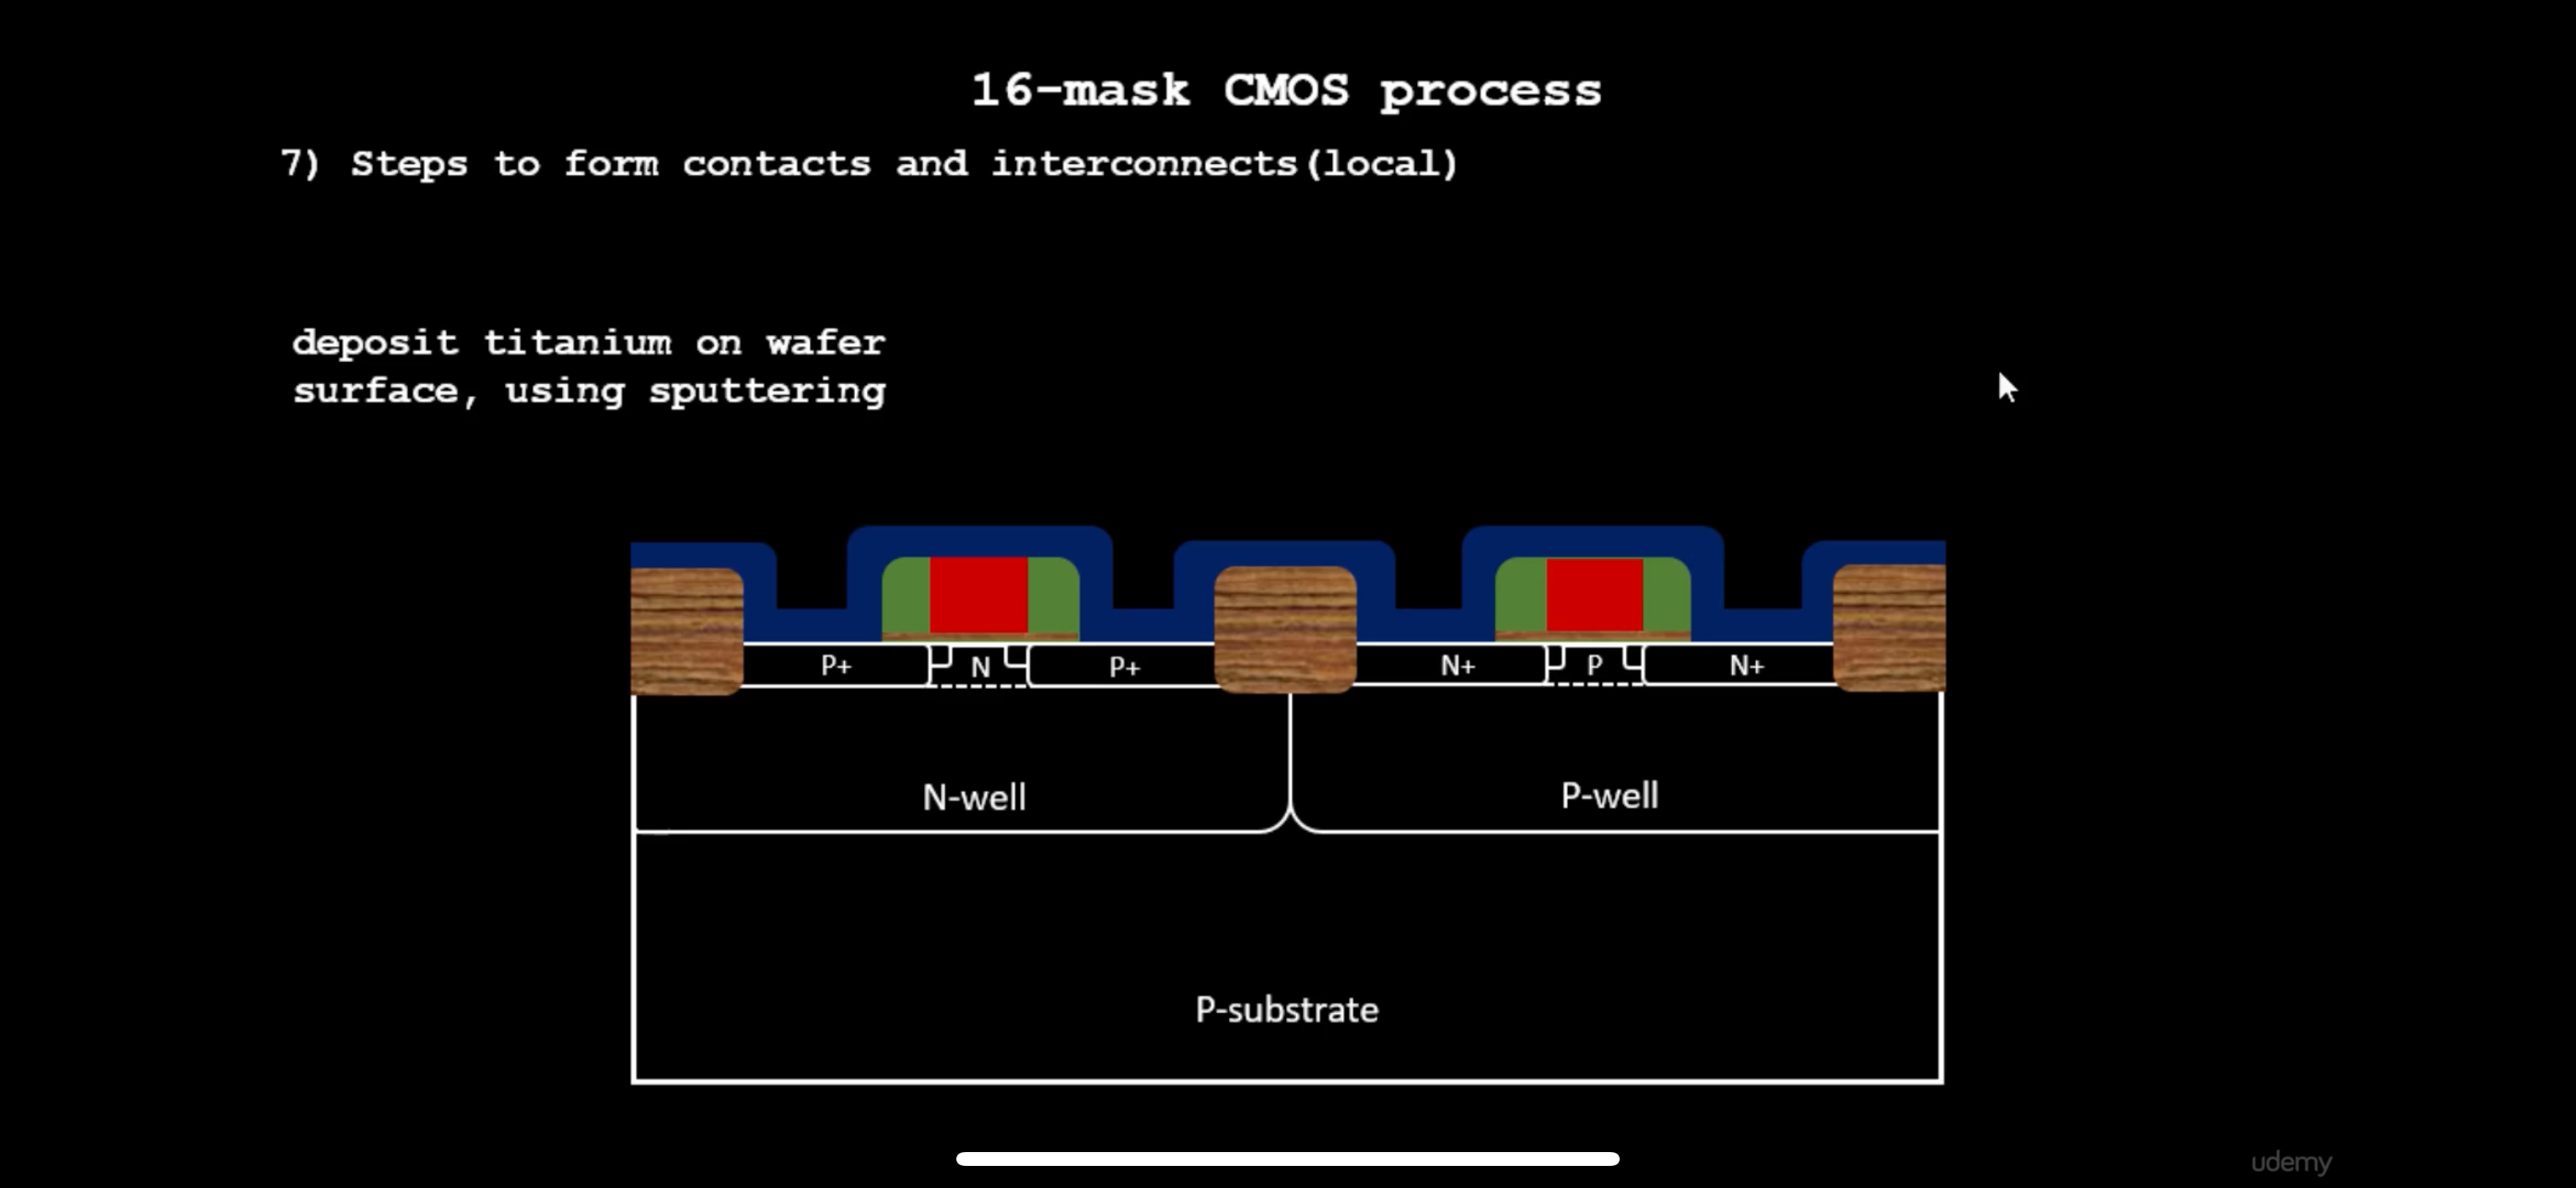 16-mask CMOS process
7) Steps to form contacts and interconnects(local)
deposit titanium on wafer
surface, using sputtering
P+ N P+ N+ P N+
N-well P-well
P-substrate
udemy